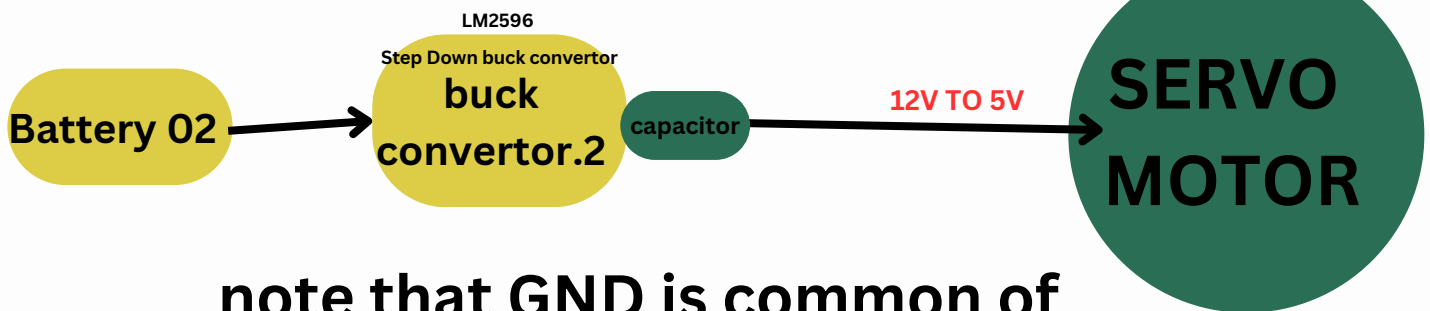 LM2596
Step Down buck convertor
Battery 02
buck
convertor.2
capacitor
12V TO 5V
SERVO
MOTOR
note that GND is common of